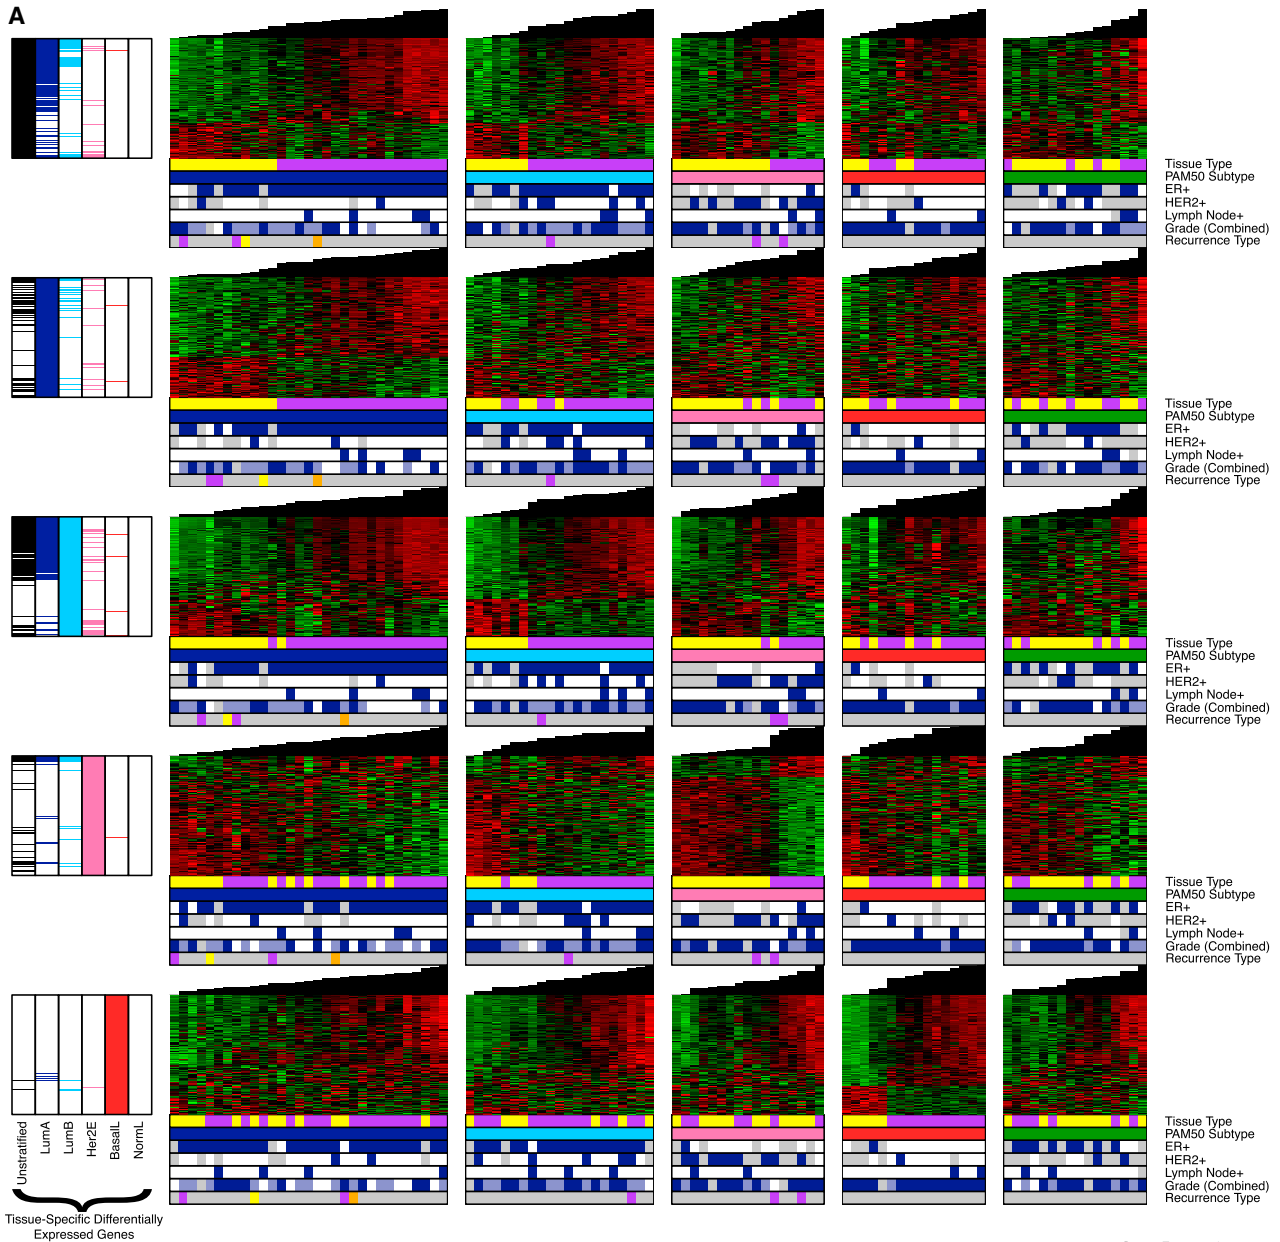 A
Tissue Type
PAM50 Subtype
ER+
HER2+
Lymph Node+
Grade (Combined)
Recurrence Type
Tissue Type
PAM50 Subtype
ER+
HER2+
Lymph Node+
Grade (Combined)
Recurrence Type
Tissue Type
PAM50 Subtype
ER+
HER2+
Lymph Node+
Grade (Combined)
Recurrence Type
Tissue Type
PAM50 Subtype
ER+
HER2+
Lymph Node+
Grade (Combined)
Recurrence Type
Tissue Type
PAM50 Subtype
ER+
HER2+
Lymph Node+
Grade (Combined)
Recurrence Type
Unstratified
LumA
LumB
Her2E
BasalL
NormL
Tissue-Specific Differentially
Expressed Genes